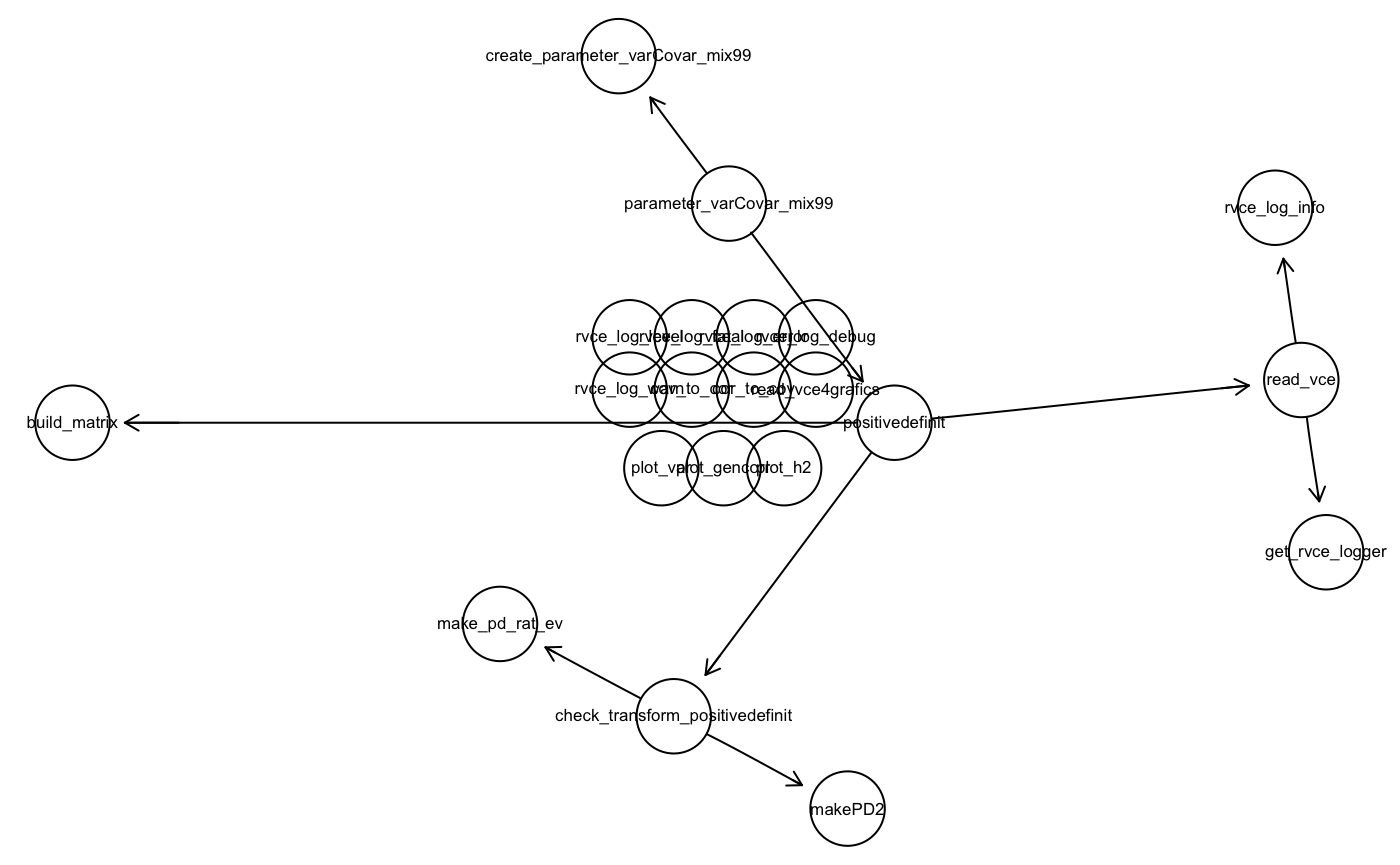 create_parameter_varCovar_mix99
parameter_varCovar_mix99
rvce_log_info
rvce_log_level
rvce_log_fatal
rvce_log_error
rvce_log_debug
read_vce
rvce_log_warn
cov_to_cor
cor_to_cov
read_vce4grafics
build_matrix
positivedefinit
plot_var
plot_gencorr
plot_h2
get_rvce_logger
make_pd_rat_ev
check_transform_positivedefinit
makePD2